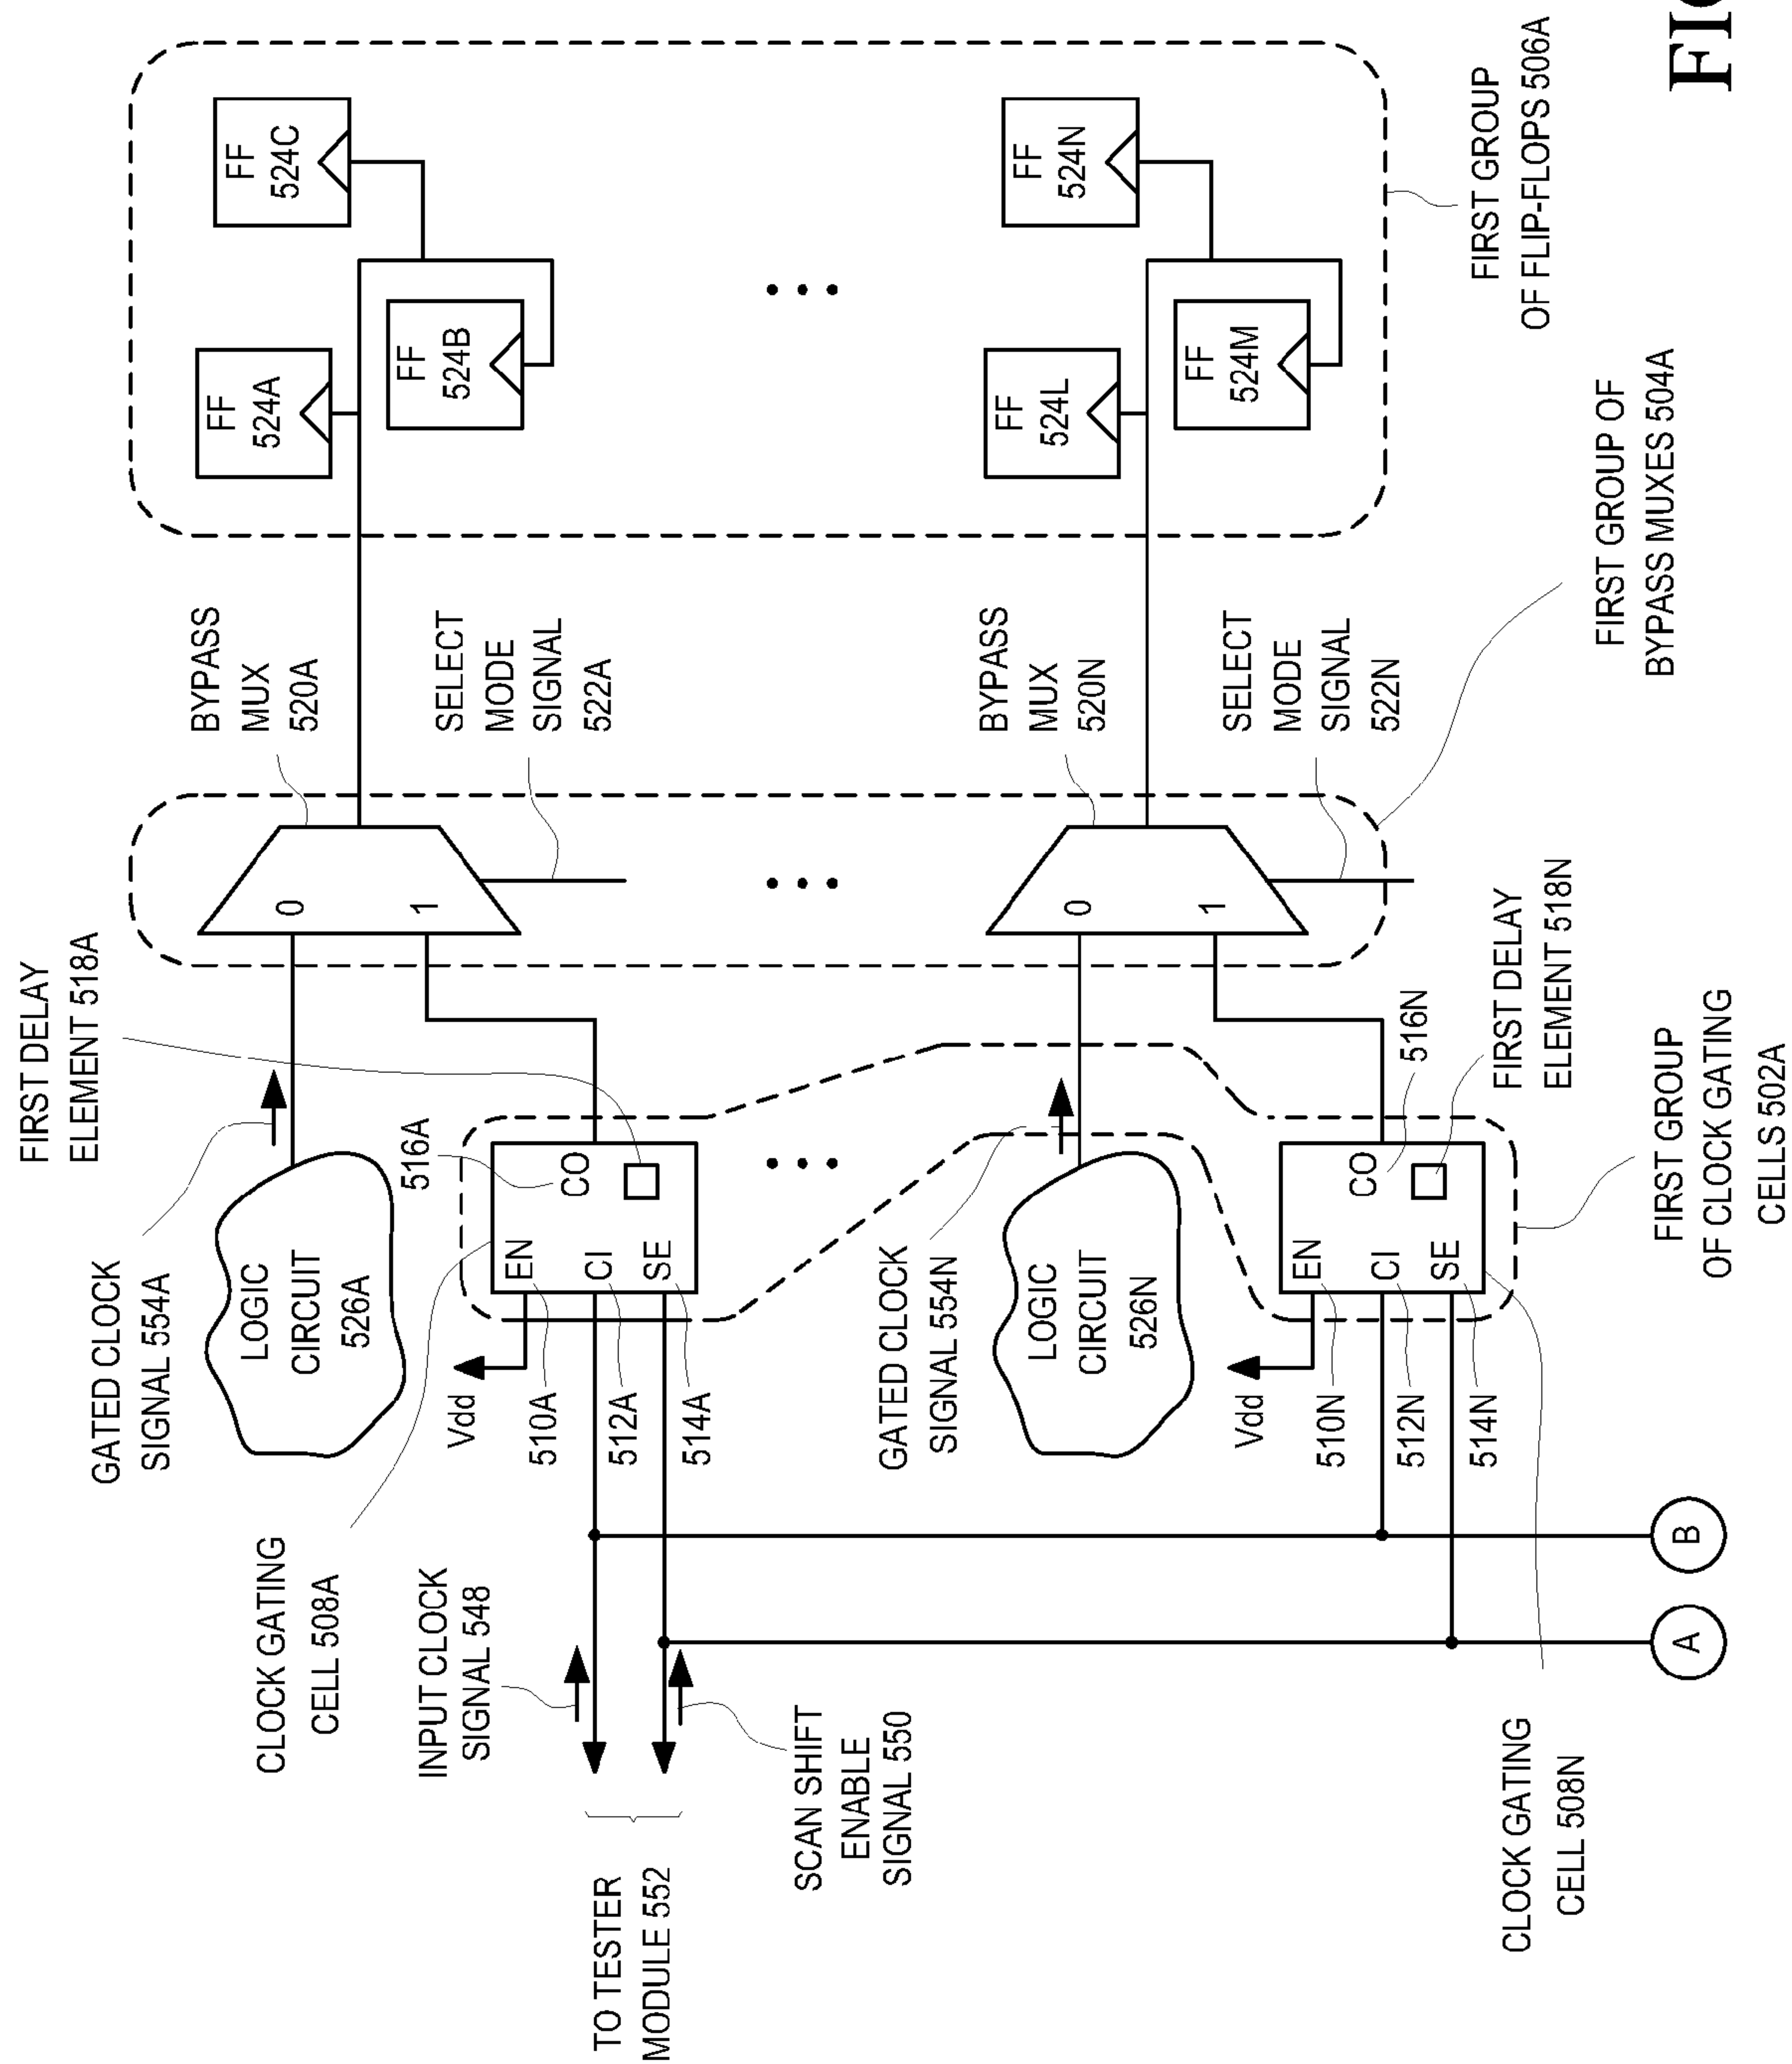 FIRST DELAY
ELEMENT 518A
GATED CLOCK
SIGNAL 554A
LOGIC
CIRCUIT
526A
0
1
BYPASS
MUX
520A
SELECT
MODE
SIGNAL
522A
FF
524A
FF
524B
FF
524C
CLOCK GATING
CELL 508A
516A
Vdd
EN
CI
SE
CO
510A
512A
514A
INPUT CLOCK
SIGNAL 548
TO TESTER
MODULE 552
SCAN SHIFT
ENABLE
SIGNAL 550
GATED CLOCK
SIGNAL 554N
LOGIC
CIRCUIT
526N
0
1
BYPASS
MUX
520N
SELECT
MODE
SIGNAL
522N
FF
524L
FF
524M
FF
524N
Vdd
EN
CI
SE
CO
510N
512N
514N
516N
FIRST DELAY
ELEMENT 518N
CLOCK GATING
CELL 508N
A
B
FIRST GROUP
OF CLOCK GATING
CELLS 502A
FIRST GROUP OF
BYPASS MUXES 504A
FIRST GROUP
OF FLIP-FLOPS 506A